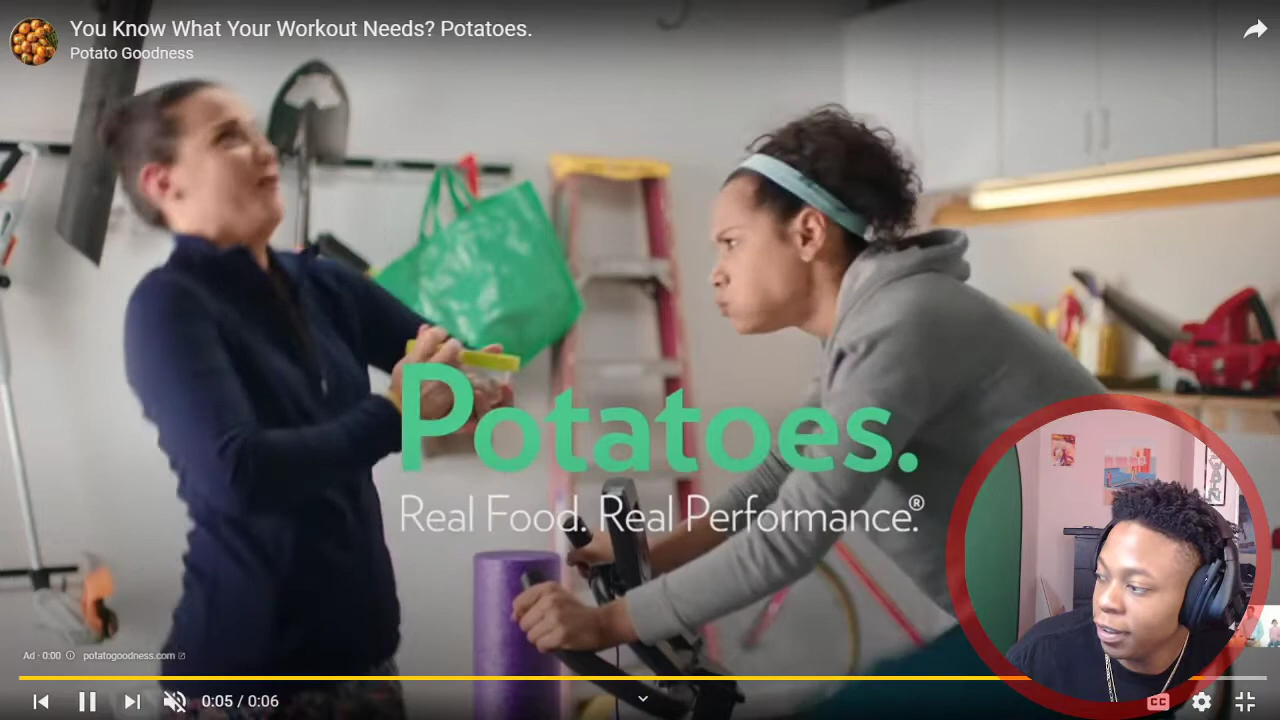 You Know What Your Workout Needs? Potatoes.
Potato Goodness
Potatoes.
Real Food. Real Performance.®
Ad · 0:00 potatogoodness.com
0:05 / 0:06
CC